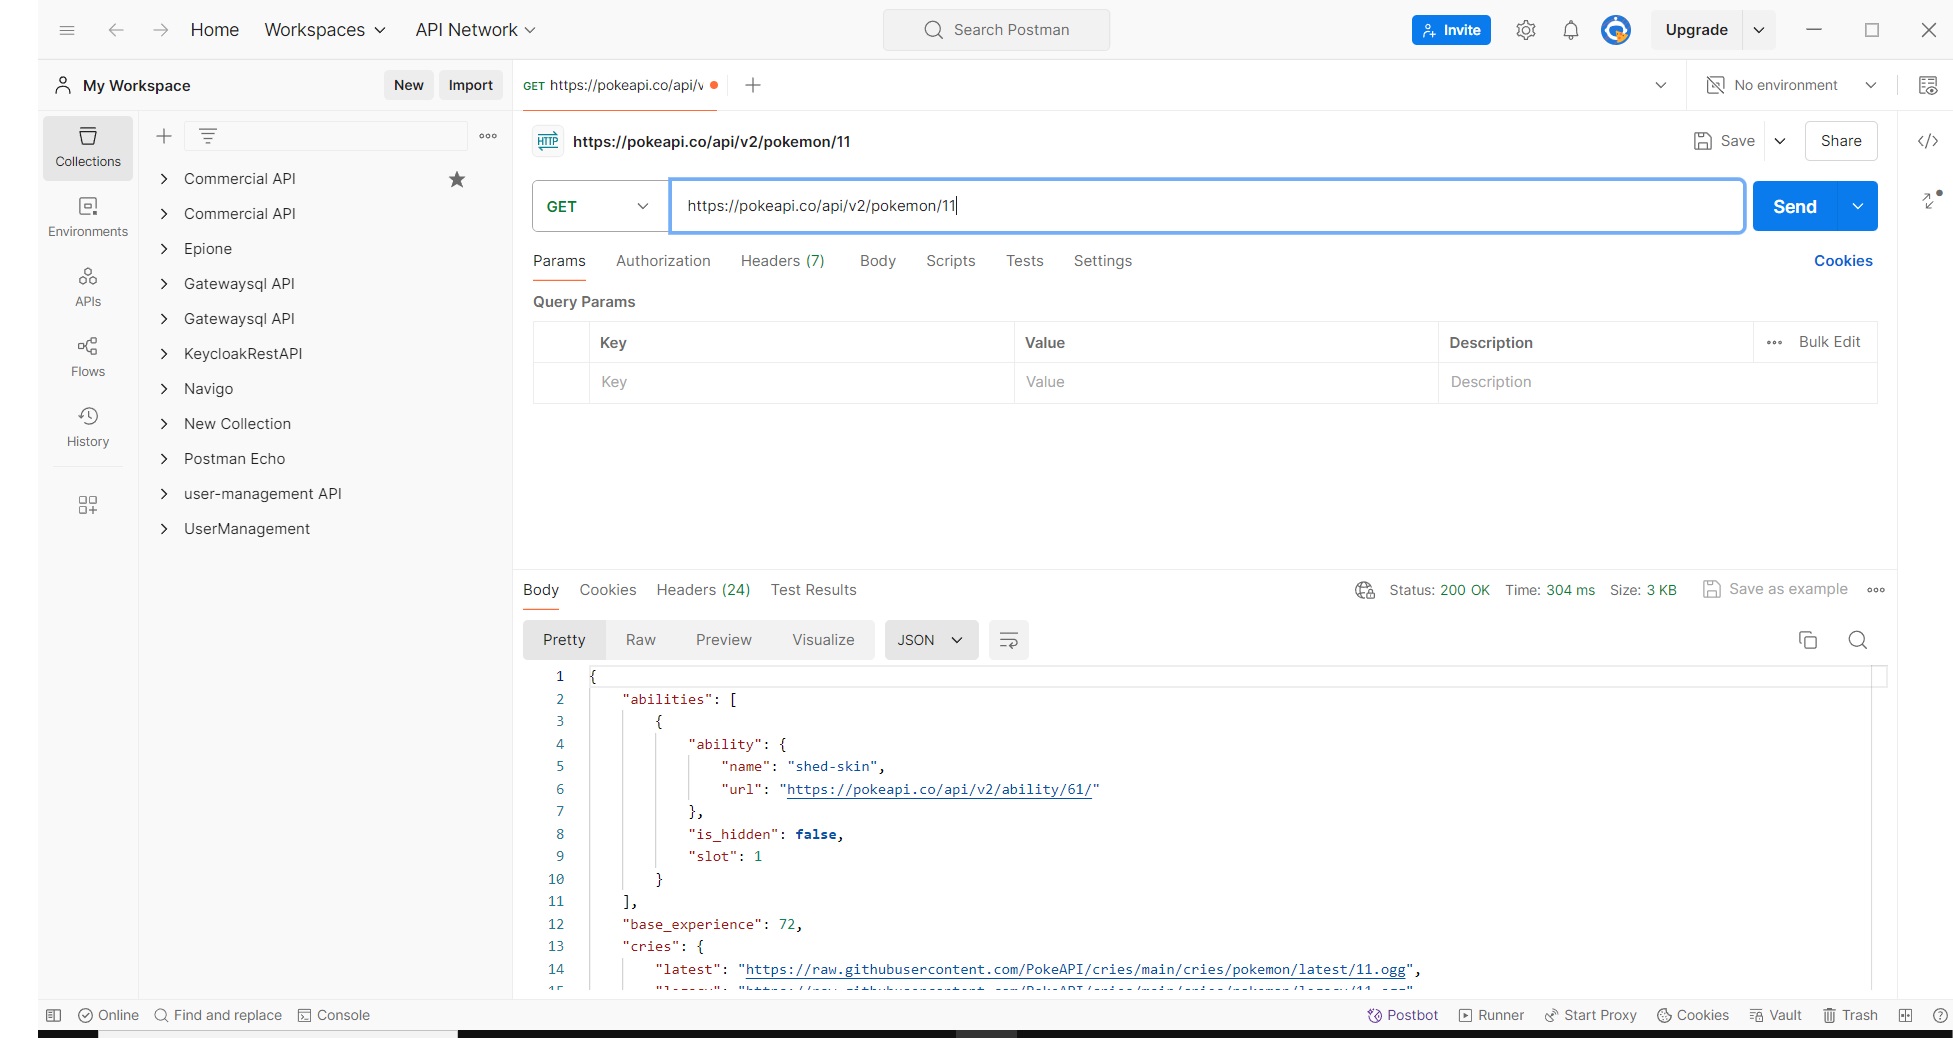 Home Workspaces API Network Search Postman Invite Upgrade
My Workspace New Import GET https://pokeapi.co/api/v No environment
Collections
Environments
APIs
Flows
History
Commercial API
Commercial API
Epione
Gatewaysql API
Gatewaysql API
KeycloakRestAPI
Navigo
New Collection
Postman Echo
user-management API
UserManagement
HTTP https://pokeapi.co/api/v2/pokemon/11 Save Share </>
GET https://pokeapi.co/api/v2/pokemon/11 Send
Params Authorization Headers (7) Body Scripts Tests Settings Cookies
Query Params
Key Value Description Bulk Edit
Key Value Description
Body Cookies Headers (24) Test Results Status: 200 OK Time: 304 ms Size: 3 KB Save as example
Pretty Raw Preview Visualize JSON
1 {
2 "abilities": [
3 {
4 "ability": {
5 "name": "shed-skin",
6 "url": "https://pokeapi.co/api/v2/ability/61/"
7 },
8 "is_hidden": false,
9 "slot": 1
10 }
11 ],
12 "base_experience": 72,
13 "cries": {
14 "latest": "https://raw.githubusercontent.com/PokeAPI/cries/main/cries/pokemon/latest/11.ogg",
Online Find and replace Console Postbot Runner Start Proxy Cookies Vault Trash